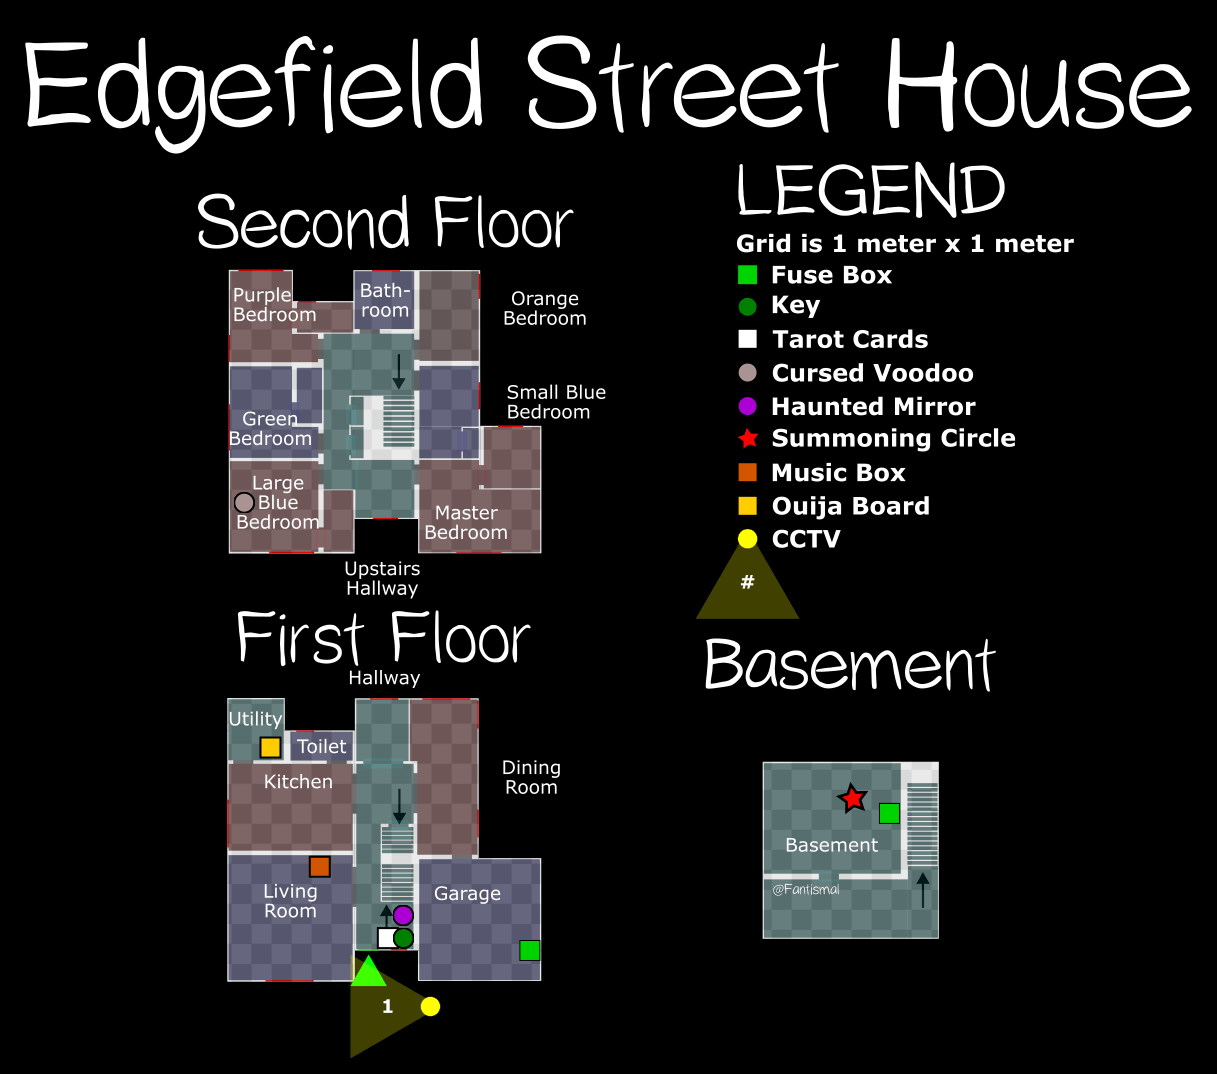 Edgefield Street House
Second Floor
Purple
Bedroom
Bath-
room
Orange
Bedroom
Green
Bedroom
Small Blue
Bedroom
Large
Blue
Bedroom
Master
Bedroom
Upstairs
Hallway
LEGEND
Grid is 1 meter x 1 meter
Fuse Box
Key
Tarot Cards
Cursed Voodoo
Haunted Mirror
Summoning Circle
Music Box
Ouija Board
CCTV
#
First Floor
Hallway
Utility
Toilet
Kitchen
Dining
Room
Living
Room
Garage
1
Basement
Basement
@Fantismal